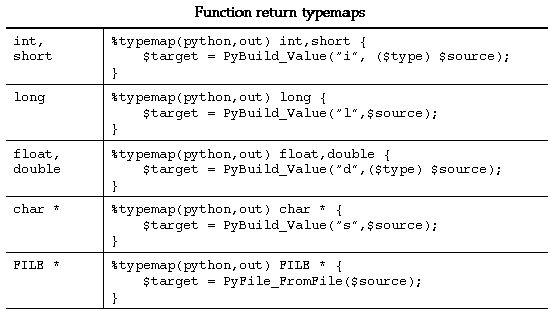 Function return typemaps
int, %typemap(python,out) int,short {
short $target = PyBuild_Value("i", ($type) $source);
}
long %typemap(python,out) long {
$target = PyBuild_Value("l",$source);
}
float, %typemap(python,out) float,double {
double $target = PyBuild_Value("d",($type) $source);
}
char * %typemap(python,out) char * {
$target = PyBuild_Value("s",$source);
}
FILE * %typemap(python,out) FILE * {
$target = PyFile_FromFile($source);
}